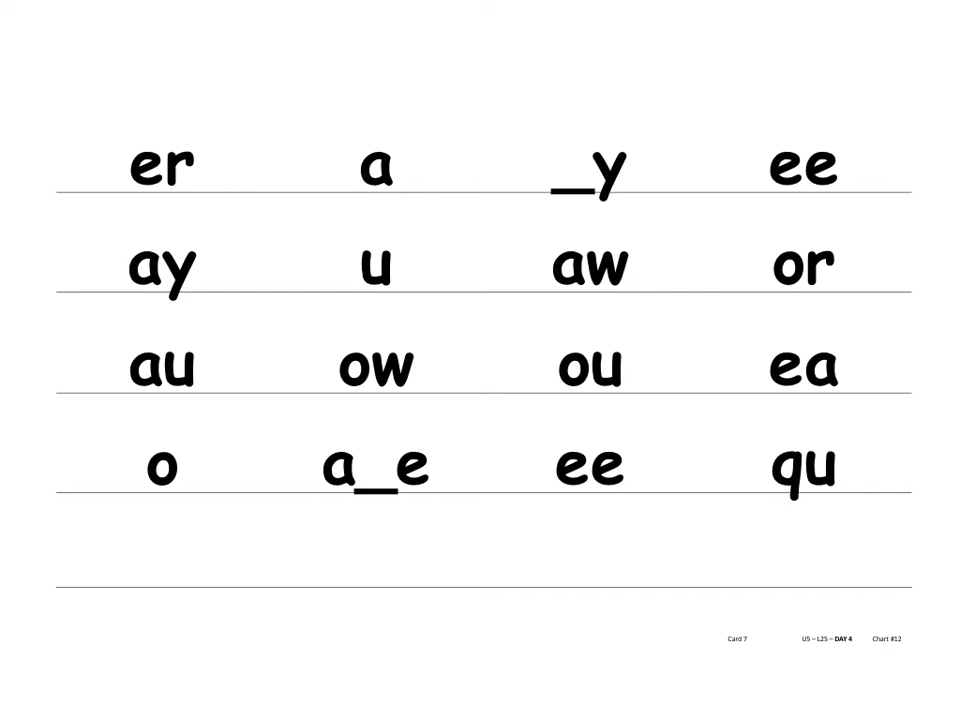 er a _y ee
ay u aw or
au ow ou ea
o a_e ee qu
Card 7 U5 – L25 – DAY 4 Chart #12